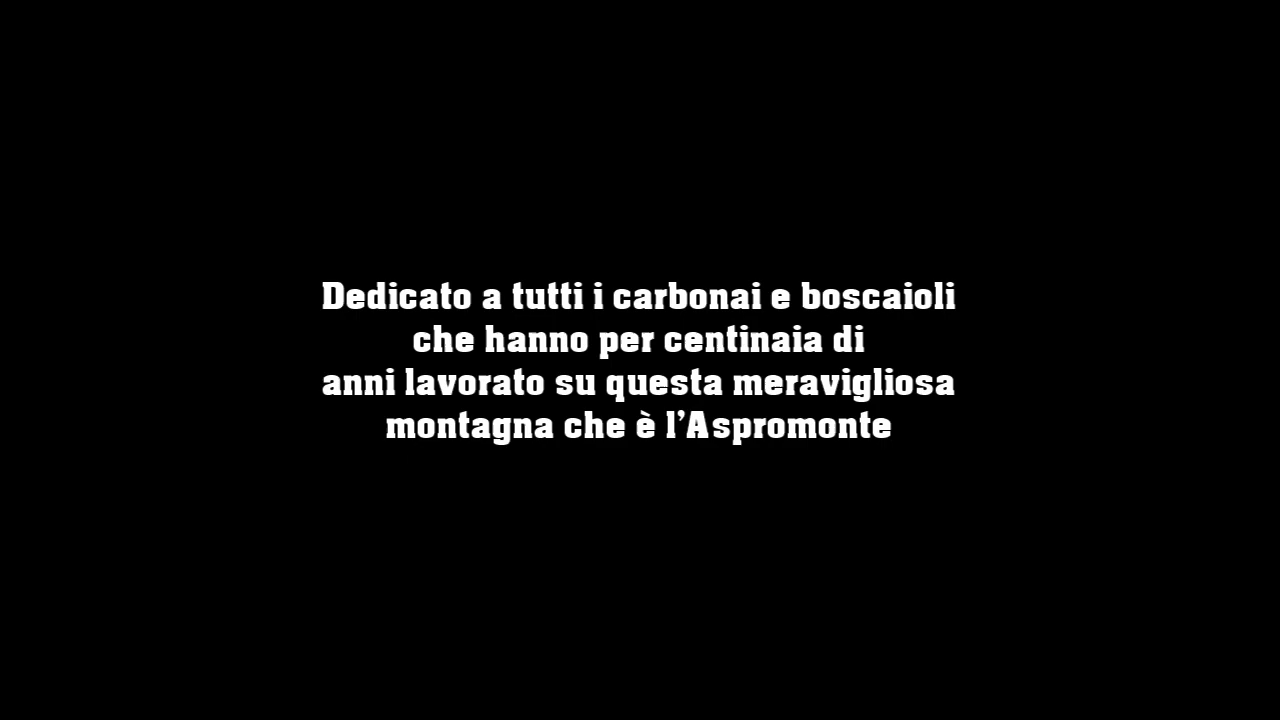 Dedicato a tutti i carbonai e boscaioli
che hanno per centinaia di
anni lavorato su questa meravigliosa
montagna che è l'Aspromonte